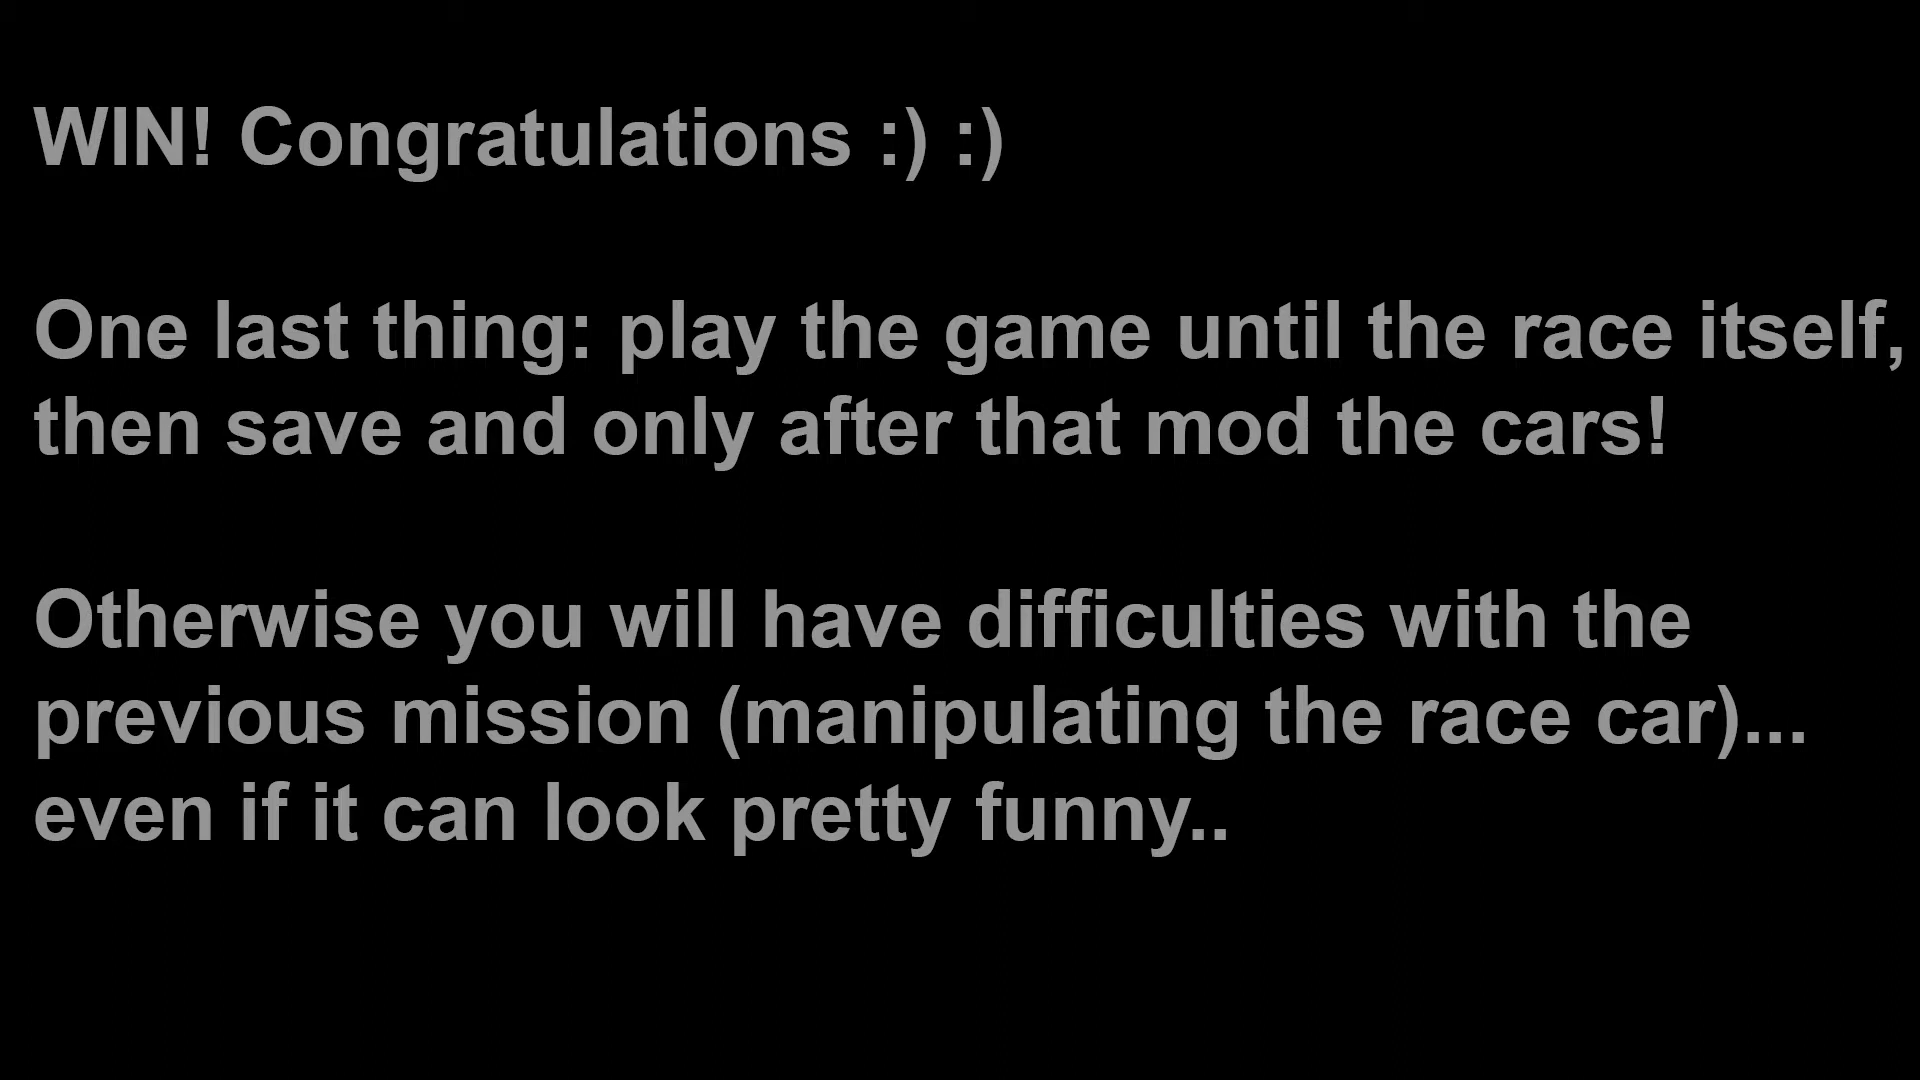 WIN! Congratulations :) :)
One last thing: play the game until the race itself,
then save and only after that mod the cars!
Otherwise you will have difficulties with the
previous mission (manipulating the race car)...
even if it can look pretty funny..